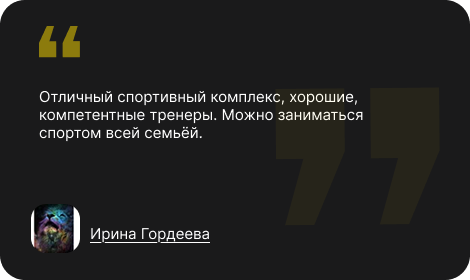 Отличный спортивный комплекс, хорошие,
компетентные тренеры. Можно заниматься
спортом всей семьёй.
Ирина Гордеева